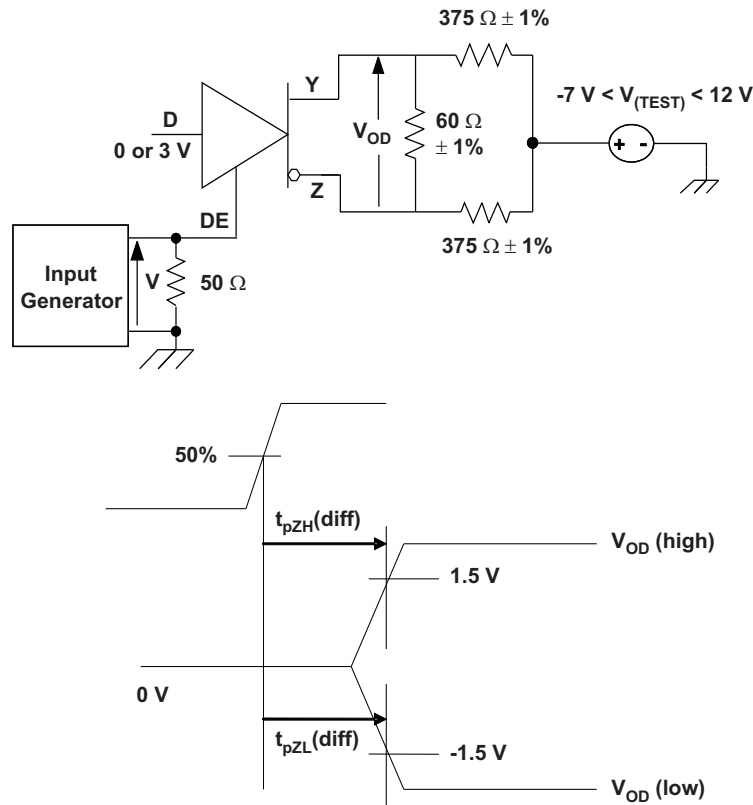 375 Ω ± 1%
Y
-7 V < V(TEST) < 12 V
D
VOD
60 Ω
± 1%
0 or 3 V
+ -
Z
DE
375 Ω ± 1%
Input
Generator
V
50 Ω
50%
tpZH(diff)
VOD (high)
1.5 V
0 V
tpZL(diff)
-1.5 V
VOD (low)